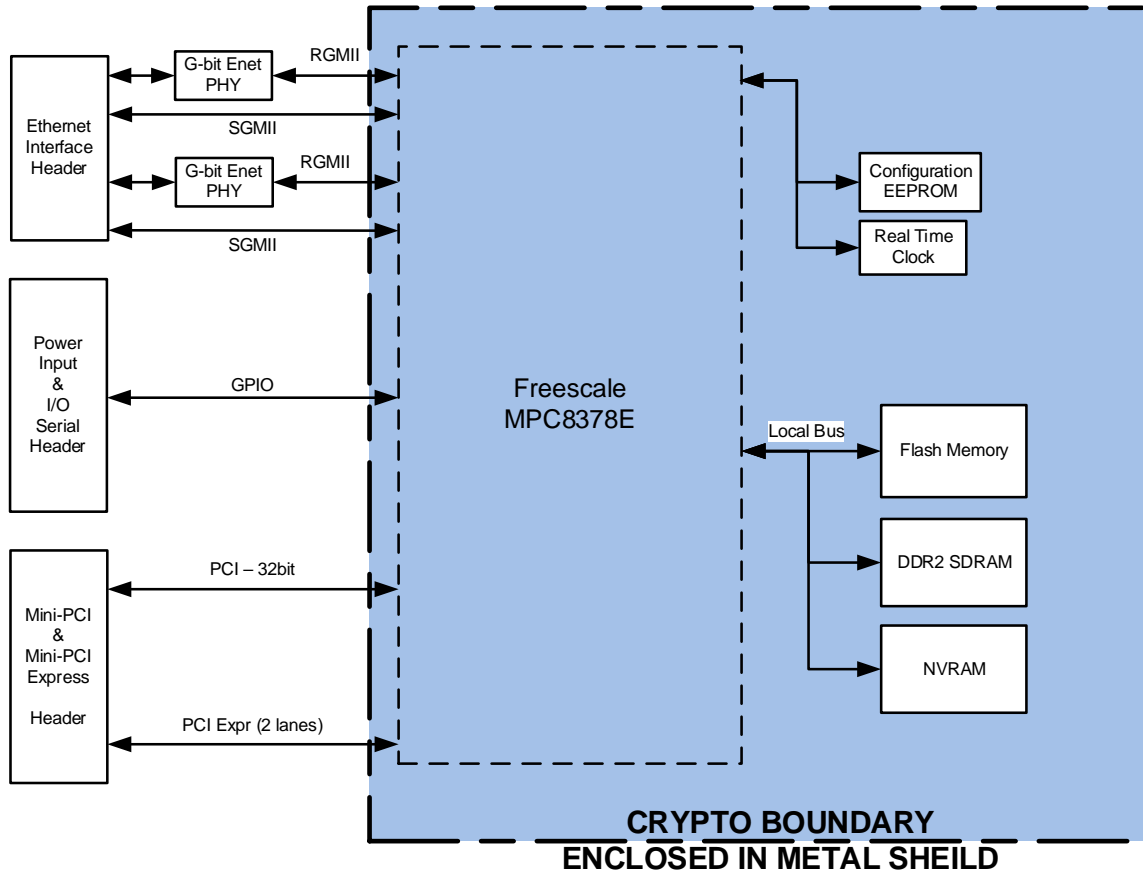 G-bit Enet
PHY
RGMII
SGMII
Ethernet
Interface
Header
G-bit Enet
PHY
RGMII
SGMII
Configuration
EEPROM
Real Time
Clock
Power
Input
&
I/O
Serial
Header
GPIO
Freescale
MPC8378E
Local Bus
Flash Memory
DDR2 SDRAM
NVRAM
Mini-PCI
&
Mini-PCI
Express
Header
PCI – 32bit
PCI Expr (2 lanes)
CRYPTO BOUNDARY
ENCLOSED IN METAL SHEILD